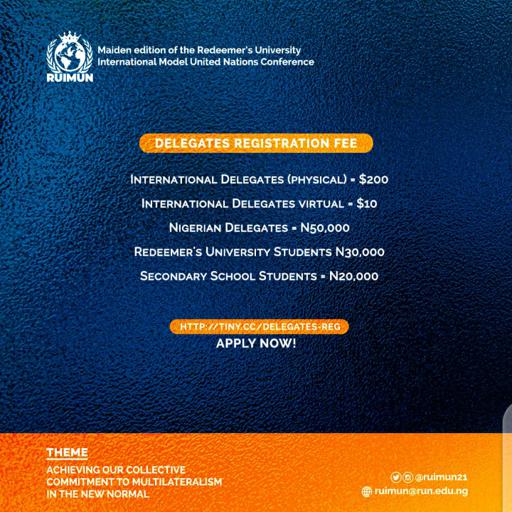 RUIMUN
Maiden edition of the Redeemer's University
International Model United Nations Conference
DELEGATES REGISTRATION FEE
INTERNATIONAL DELEGATES (PHYSICAL) = $200
INTERNATIONAL DELEGATES VIRTUAL = $10
NIGERIAN DELEGATES = N50,000
REDEEMER'S UNIVERSITY STUDENTS N30,000
SECONDARY SCHOOL STUDENTS = N20,000
HTTP://TINY.CC/DELEGATES-REG
APPLY NOW!
THEME
ACHIEVING OUR COLLECTIVE
COMMITMENT TO MULTILATERALISM
IN THE NEW NORMAL
@ruimun21
ruimun@run.edu.ng